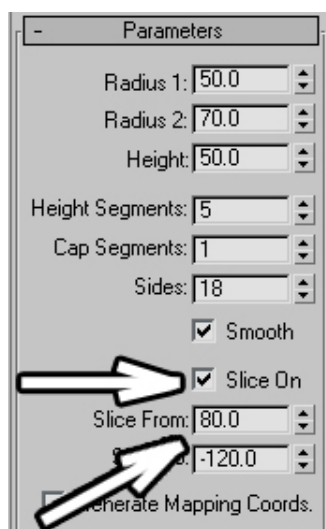 - Parameters
Radius 1: 50.0
Radius 2: 70.0
Height: 50.0
Height Segments: 5
Cap Segments: 1
Sides: 18
Smooth
Slice On
Slice From: 80.0
-120.0
Mapping Coords.